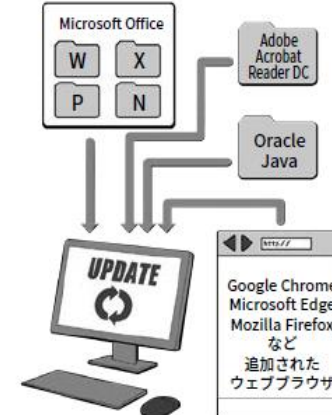 Microsoft Office
W
X
P
N
Adobe
Acrobat
Reader DC
Oracle
Java
UPDATE
http://
Google Chrome
Microsoft Edge
Mozilla Firefox
など
追加された
ウェブブラウザ